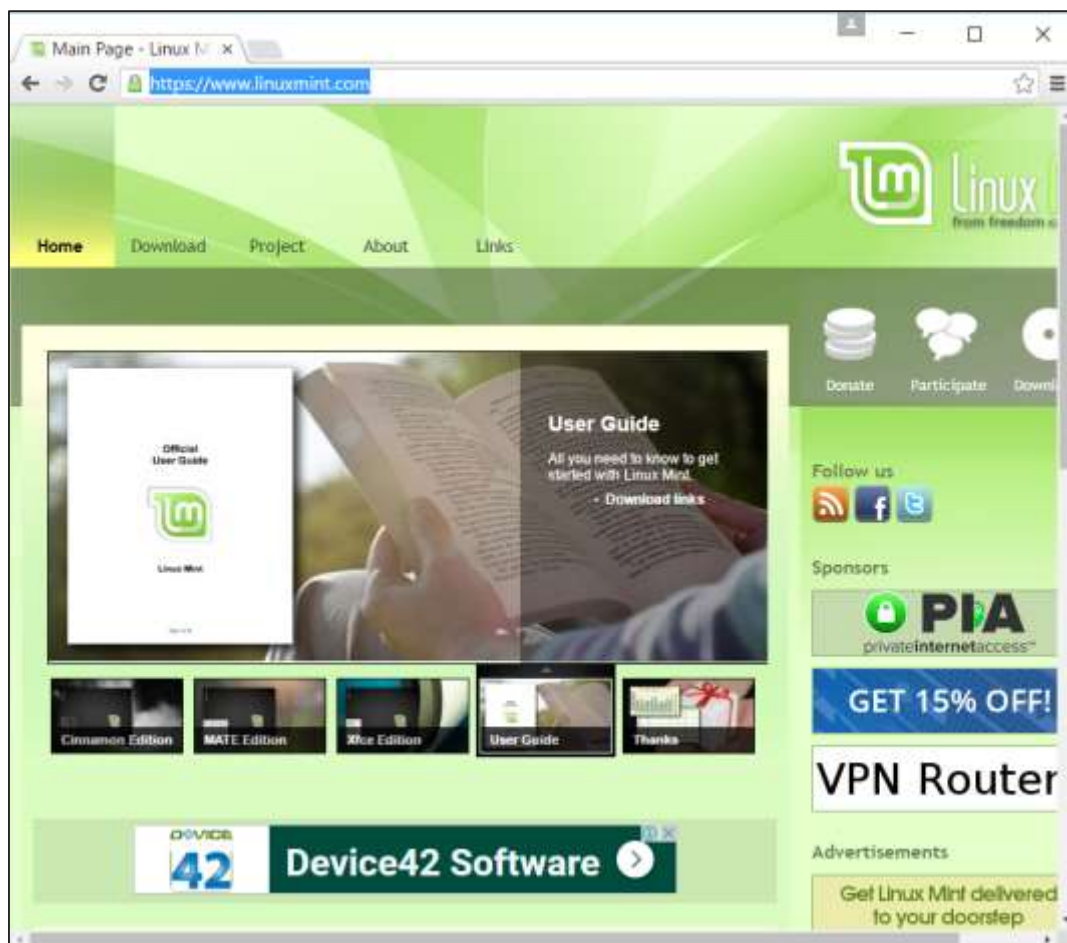 Main Page - Linux M
https://www.linuxmint.com
Linux
from freedom c
Home Download Project About Links
Donate Participate Downl
Official
User Guide
Linux Mint
User Guide
All you need to know to get
started with Linux Mint.
- Download links
Follow us
Sponsors
PIA
privateinternetaccess™
GET 15% OFF!
VPN Router
Cinnamon Edition MATE Edition Xfce Edition User Guide Thanks
DEVICE
42
Device42 Software
Advertisements
Get Linux Mint delivered
to your doorstep